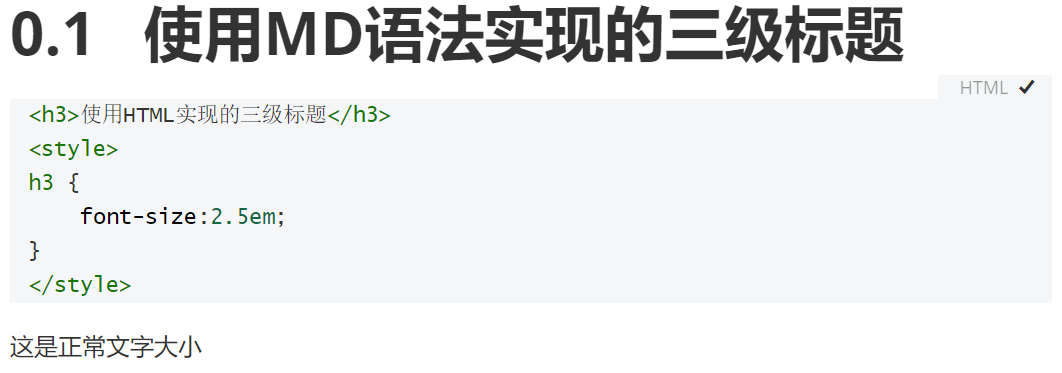 0.1 使用MD语法实现的三级标题
HTML ✔
<h3>使用HTML实现的三级标题</h3>
<style>
h3 {
    font-size:2.5em;
}
</style>
这是正常文字大小